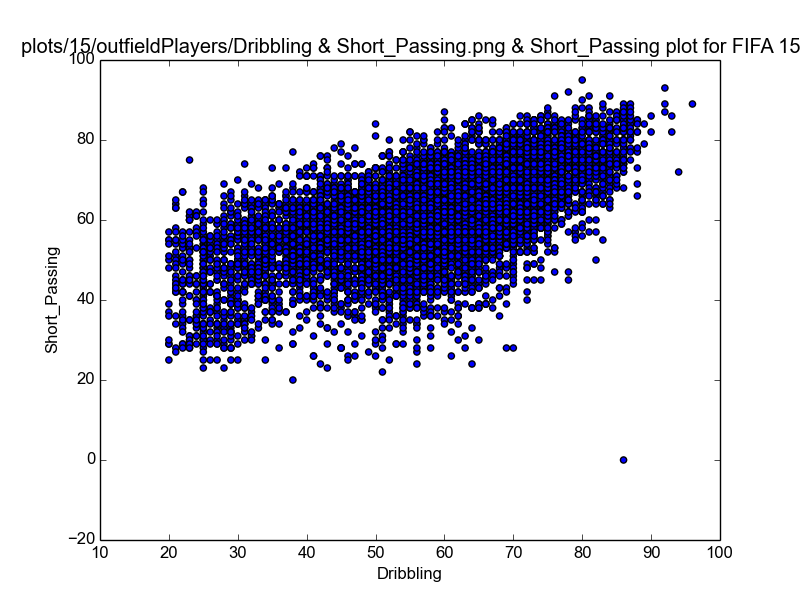 plots/15/outfieldPlayers/Dribbling & Short_Passing.png & Short_Passing plot for FIFA 15
100
80
60
40
20
0
−20
Short_Passing
10 20 30 40 50 60 70 80 90 100
Dribbling